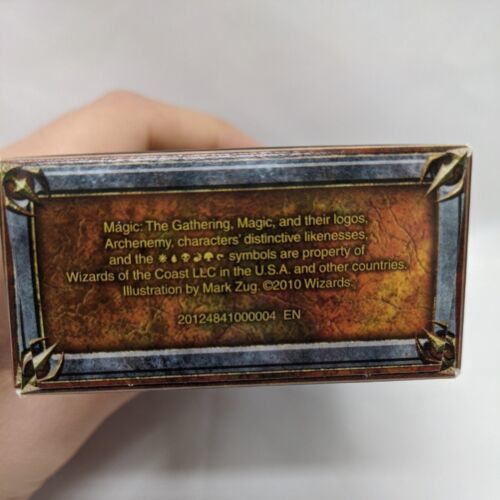 Magic: The Gathering, Magic, and their logos,
Archenemy, characters' distinctive likenesses,
and the symbols are property of
Wizards of the Coast LLC in the U.S.A. and other countries.
Illustration by Mark Zug. ©2010 Wizards.
20124841000004 EN